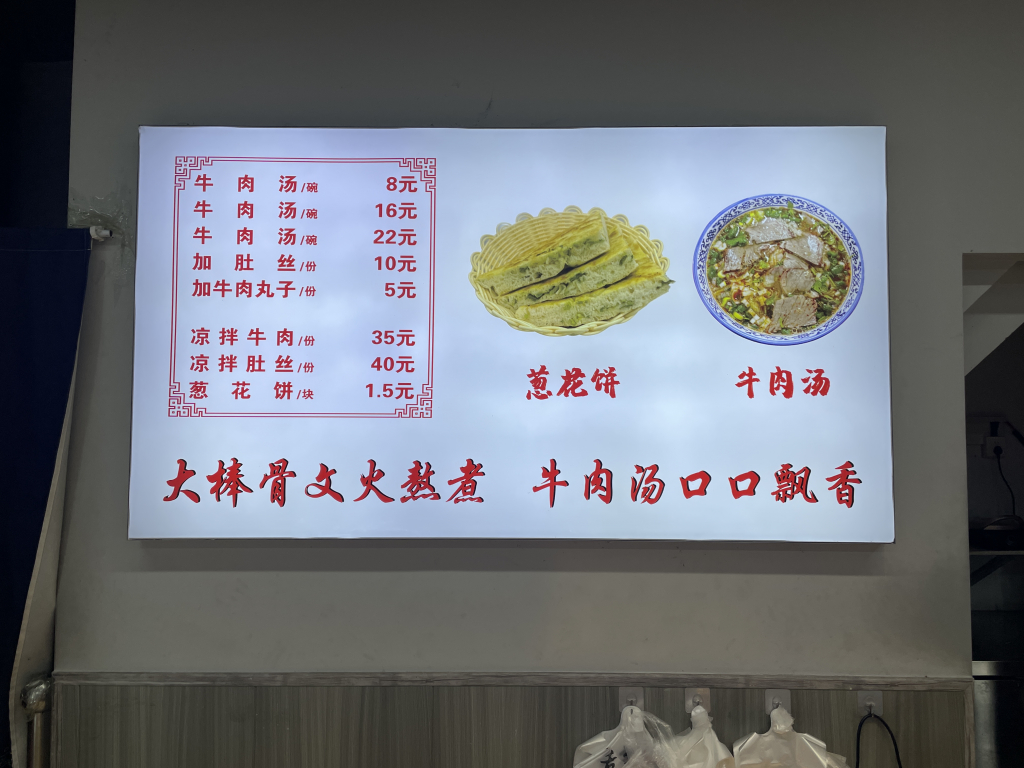 牛肉汤/碗 8元
牛肉汤/碗 16元
牛肉汤/碗 22元
加肚丝/份 10元
加牛肉丸子/份 5元
凉拌牛肉/份 35元
凉拌肚丝/份 40元
葱花饼/块 1.5元
葱花饼
牛肉汤
大棒骨文火熬煮 牛肉汤口口飘香